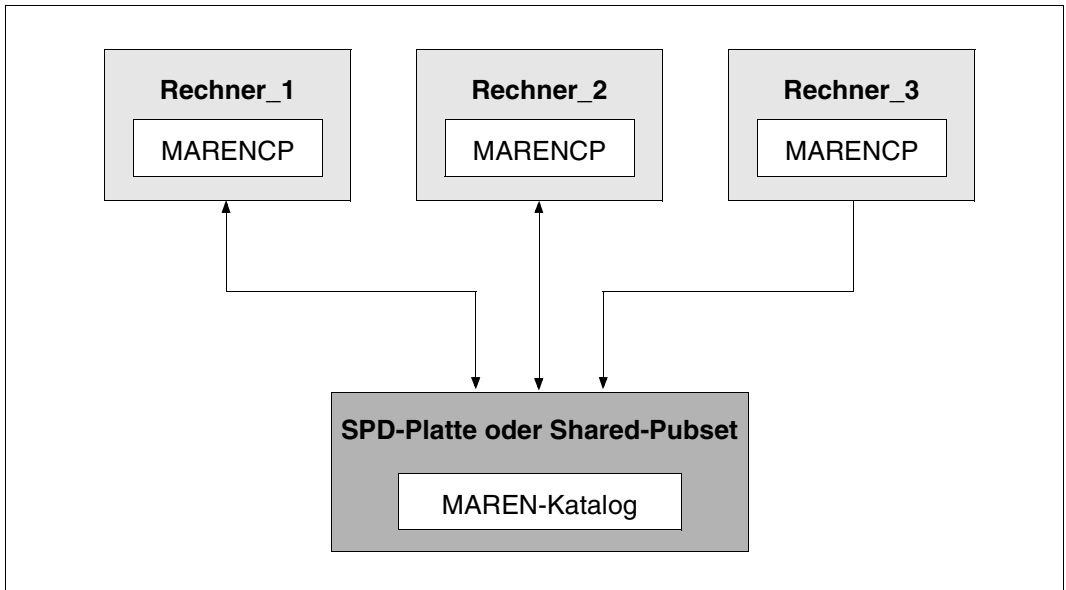 Rechner_1
MARENCP
Rechner_2
MARENCP
Rechner_3
MARENCP
SPD-Platte oder Shared-Pubset
MAREN-Katalog